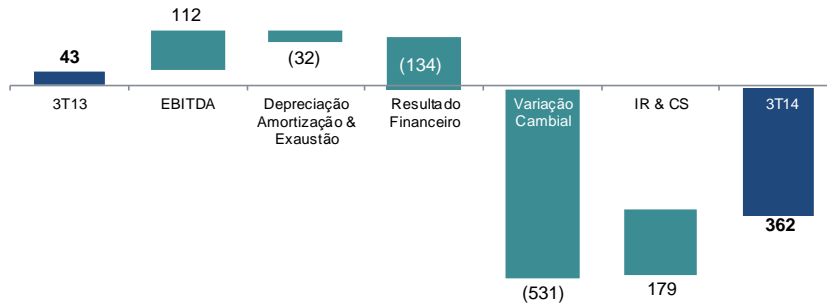 112
43
(32)
(134)
3T13
EBITDA
Depreciação
Amortização &
Exaustão
Resultado
Financeiro
Variação
Cambial
IR & CS
3T14
362
(531)
179